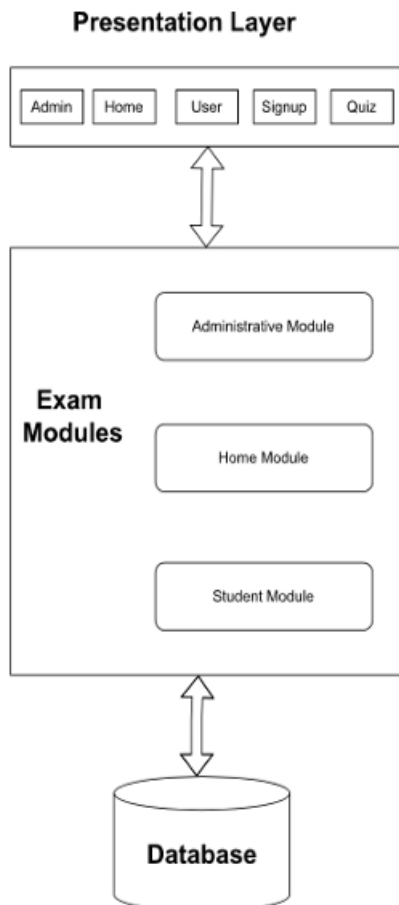 Presentation Layer
Admin Home User Signup Quiz
Administrative Module
Exam
Modules
Home Module
Student Module
Database